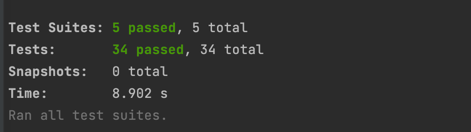 Test Suites: 5 passed, 5 total
Tests: 34 passed, 34 total
Snapshots: 0 total
Time: 8.902 s
Ran all test suites.